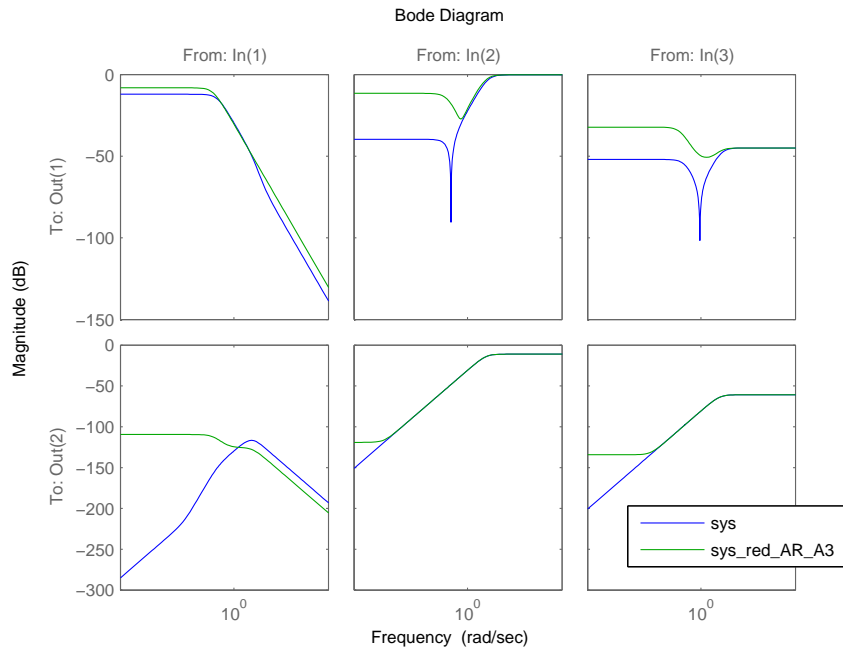 Bode Diagram
From: In(1)
From: In(2)
From: In(3)
Magnitude (dB)
To: Out(1)
0
−50
−100
−150
To: Out(2)
0
−50
−100
−150
−200
−250
−300
10^0
10^0
10^0
sys
sys_red_AR_A3
Frequency (rad/sec)